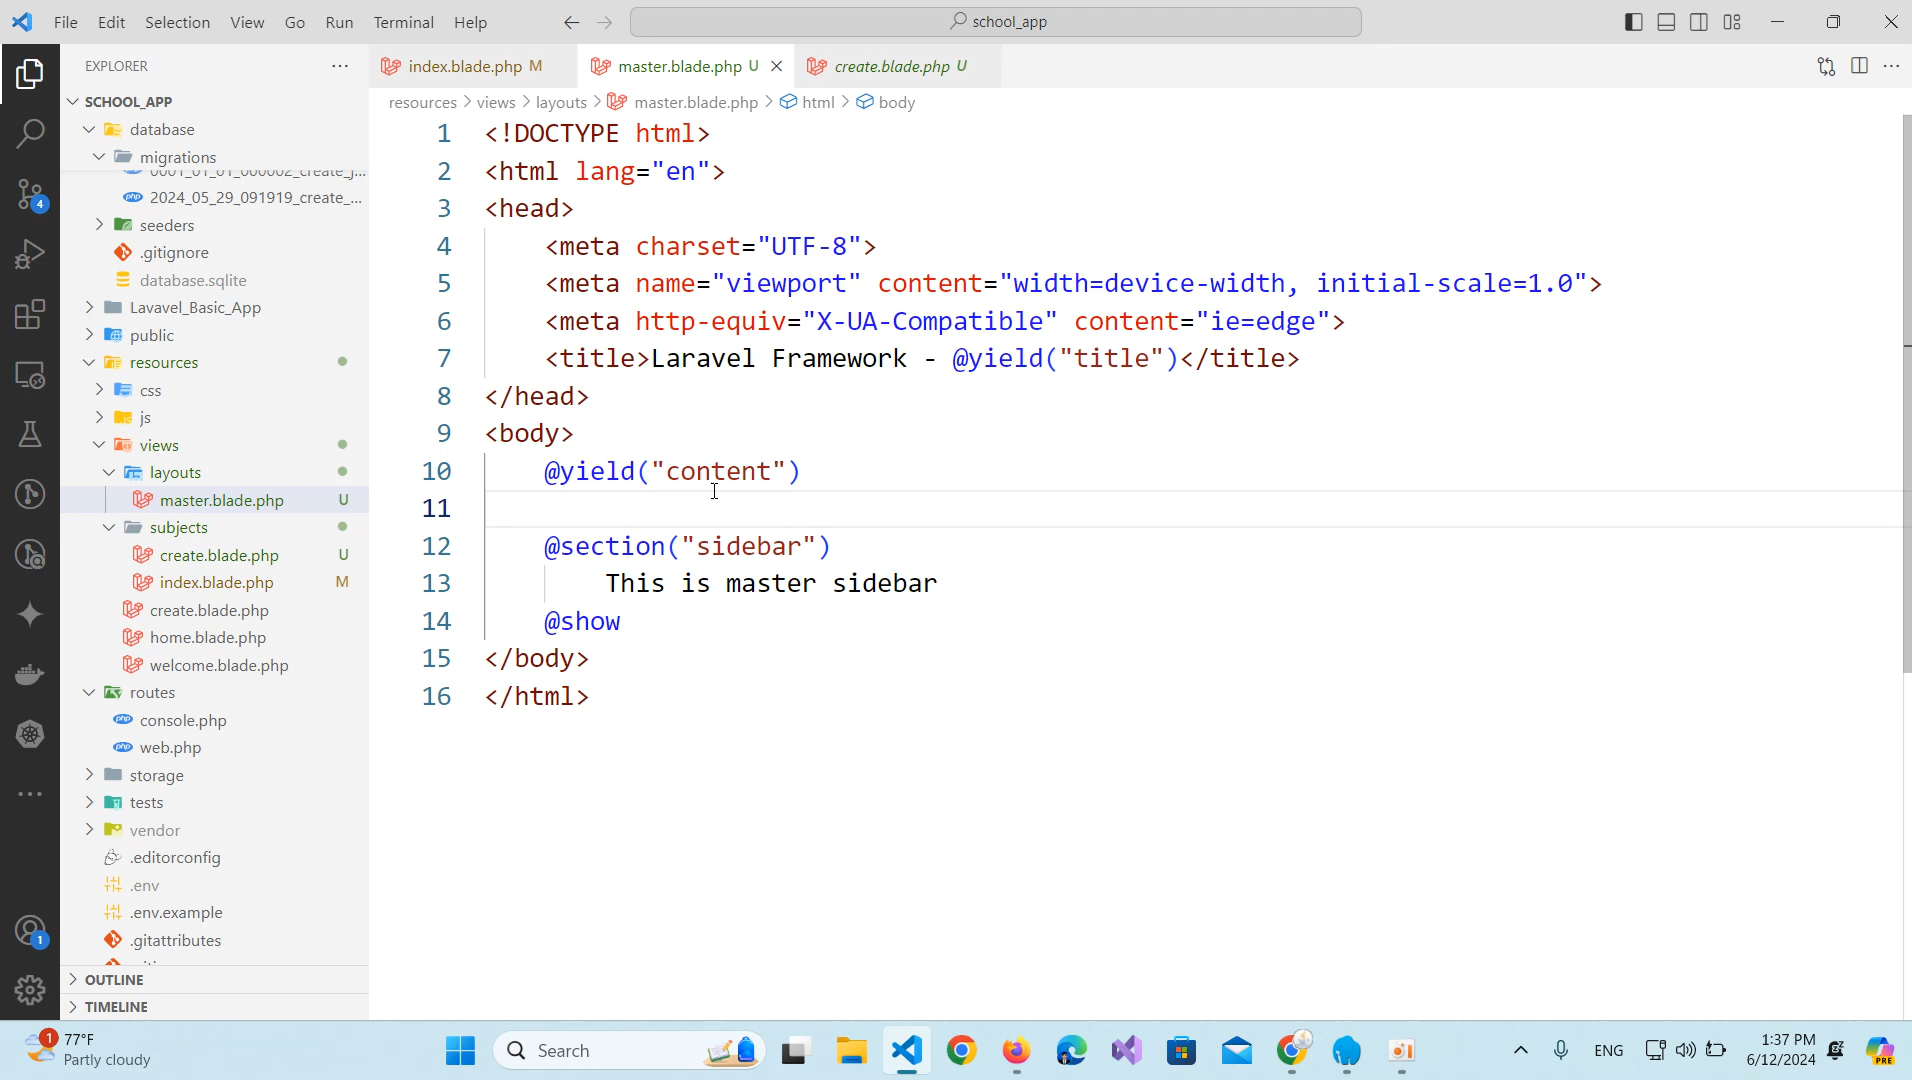 File Edit Selection View Go Run Terminal Help
school_app
EXPLORER
index.blade.php M
master.blade.php U
create.blade.php U
resources > views > layouts > master.blade.php > html > body
SCHOOL_APP
database
migrations
0001_01_01_000002_create_j...
2024_05_29_091919_create_...
seeders
.gitignore
database.sqlite
Lavavel_Basic_App
public
resources
css
js
views
layouts
master.blade.php U
subjects
create.blade.php U
index.blade.php M
create.blade.php
home.blade.php
welcome.blade.php
routes
console.php
web.php
storage
tests
vendor
.editorconfig
.env
.env.example
.gitattributes
OUTLINE
TIMELINE
4
1
1 <!DOCTYPE html>
2 <html lang="en">
3 <head>
4 <meta charset="UTF-8">
5 <meta name="viewport" content="width=device-width, initial-scale=1.0">
6 <meta http-equiv="X-UA-Compatible" content="ie=edge">
7 <title>Laravel Framework - @yield("title")</title>
8 </head>
9 <body>
10 @yield("content")
11
12 @section("sidebar")
13 This is master sidebar
14 @show
15 </body>
16 </html>
1
77°F
Partly cloudy
Search
ENG
1:37 PM
6/12/2024
PRE